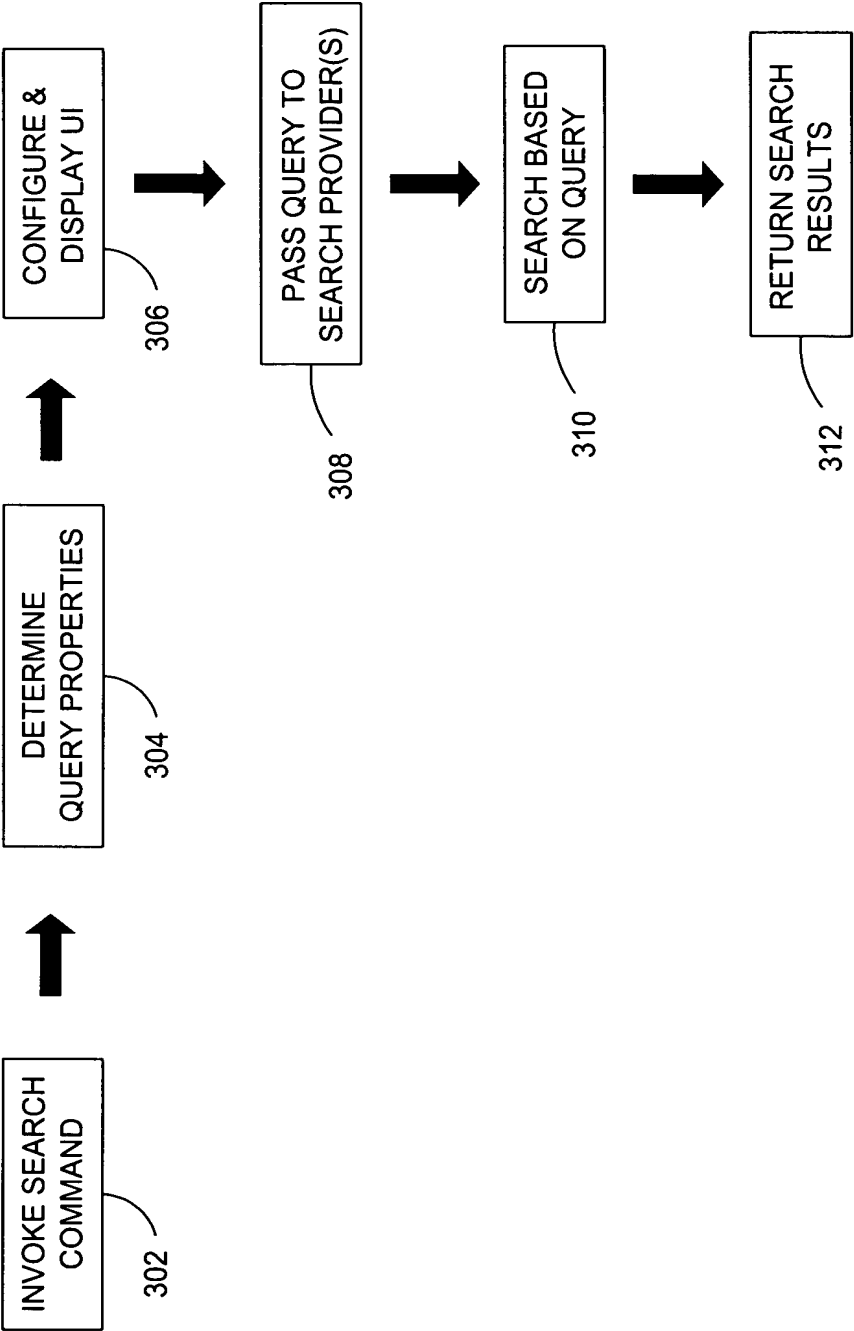 INVOKE SEARCH
COMMAND
302
DETERMINE
QUERY PROPERTIES
304
CONFIGURE &
DISPLAY UI
306
PASS QUERY TO
SEARCH PROVIDER(S)
308
SEARCH BASED
ON QUERY
310
RETURN SEARCH
RESULTS
312